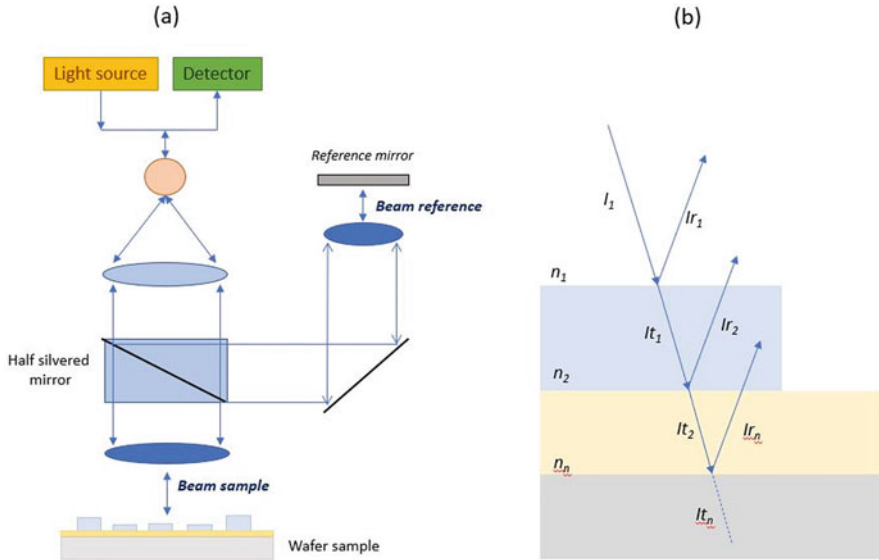 (a)
Light source
Detector
Reference mirror
Beam reference
Half silvered
mirror
Beam sample
Wafer sample
(b)
I₁
Ir₁
n₁
It₁
Ir₂
n₂
It₂
Irₙ
nₙ
Itₙ